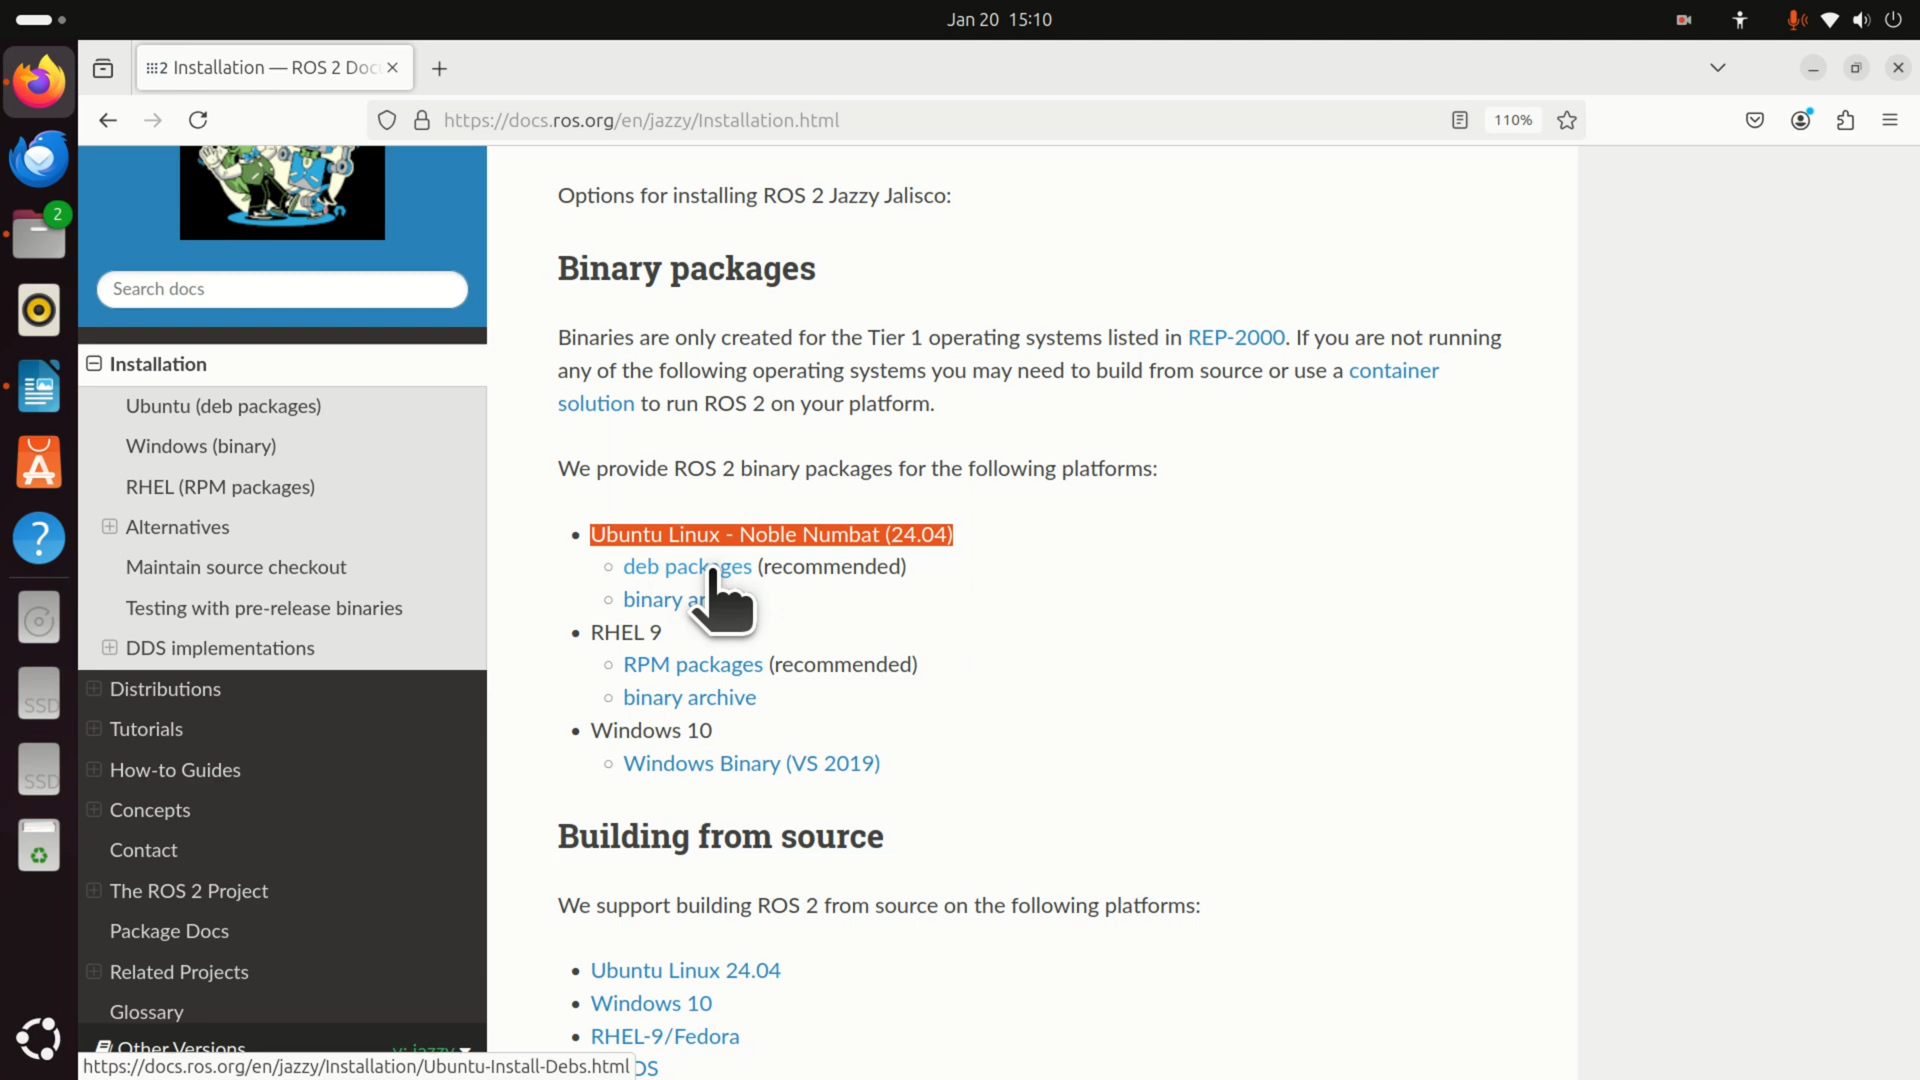 Jan 20 15:10
Installation — ROS 2 Doc
https://docs.ros.org/en/jazzy/Installation.html
110%
2
Search docs
Installation
Ubuntu (deb packages)
Windows (binary)
RHEL (RPM packages)
Alternatives
Maintain source checkout
Testing with pre-release binaries
DDS implementations
Distributions
Tutorials
How-to Guides
Concepts
Contact
The ROS 2 Project
Package Docs
Related Projects
Glossary
Other Versions v: jazzy
SSD
SSD
Options for installing ROS 2 Jazzy Jalisco:
Binary packages
Binaries are only created for the Tier 1 operating systems listed in REP-2000. If you are not running
any of the following operating systems you may need to build from source or use a container
solution to run ROS 2 on your platform.
We provide ROS 2 binary packages for the following platforms:
Ubuntu Linux - Noble Numbat (24.04)
deb packages (recommended)
binary
RHEL 9
RPM packages (recommended)
binary archive
Windows 10
Windows Binary (VS 2019)
Building from source
We support building ROS 2 from source on the following platforms:
Ubuntu Linux 24.04
Windows 10
RHEL-9/Fedora
https://docs.ros.org/en/jazzy/Installation/Ubuntu-Install-Debs.html